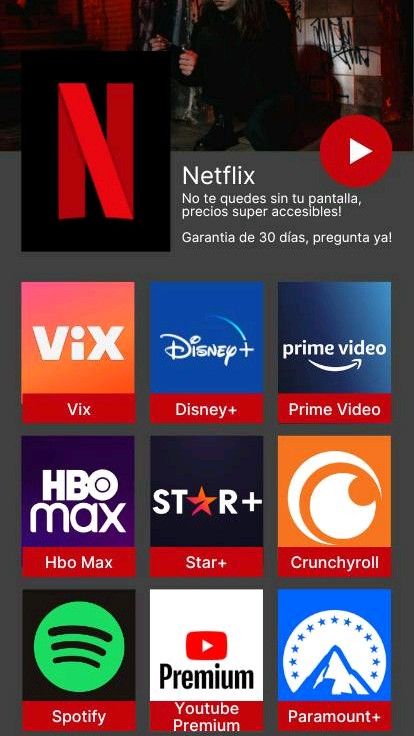 N
Netflix
No te quedes sin tu pantalla,
precios super accesibles!
Garantia de 30 días, pregunta ya!
ViX
Disney+
prime video
Vix
Disney+
Prime Video
HBO
max
ST★R+
Hbo Max
Star+
Crunchyroll
Premium
Spotify
Youtube
Premium
Paramount+